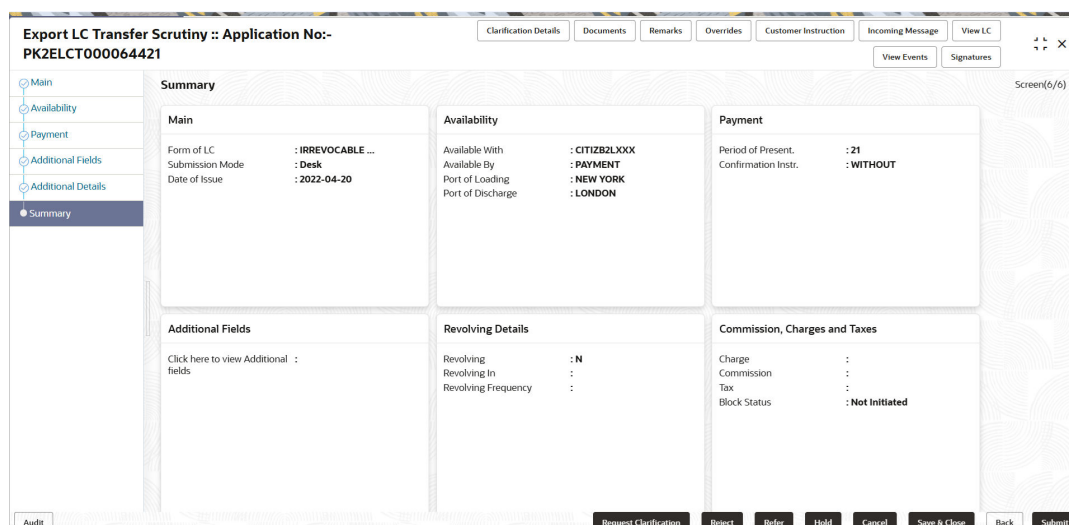 Export LC Transfer Scrutiny :: Application No:-
PK2ELCT000064421
Clarification Details
Documents
Remarks
Overrides
Customer Instruction
Incoming Message
View LC
View Events
Signatures
Main
Availability
Payment
Additional Fields
Additional Details
Summary
Summary
Screen(6/6)
Main
Form of LC : IRREVOCABLE ...
Submission Mode : Desk
Date of Issue : 2022-04-20
Availability
Available With : CITIZB2LXXX
Available By : PAYMENT
Port of Loading : NEW YORK
Port of Discharge : LONDON
Payment
Period of Present. : 21
Confirmation Instr. : WITHOUT
Additional Fields
Click here to view Additional :
fields
Revolving Details
Revolving : N
Revolving In :
Revolving Frequency :
Commission, Charges and Taxes
Charge :
Commission :
Tax :
Block Status : Not Initiated
Audit
Request Clarification
Reject
Refer
Hold
Cancel
Save & Close
Back
Submit